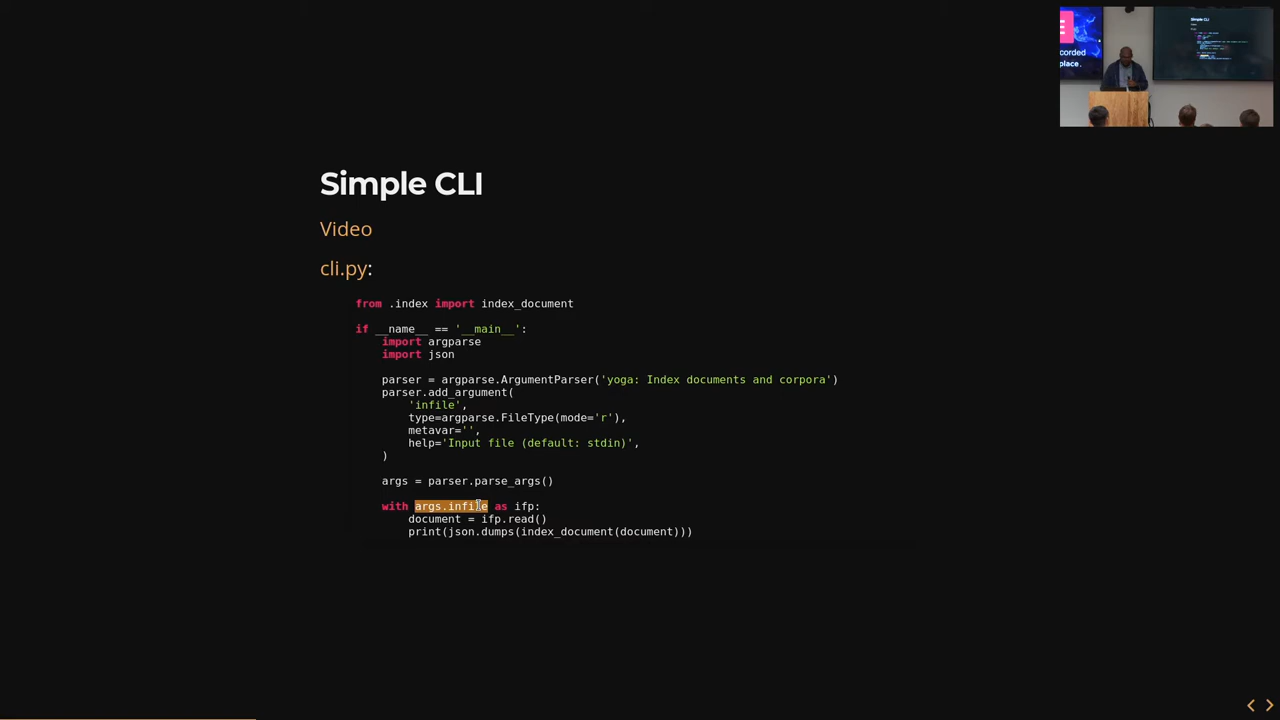 Simple CLI
Video
cli.py:
from .index import index_document
if __name__ == '__main__':
import argparse
import json
parser = argparse.ArgumentParser('yoga: Index documents and corpora')
parser.add_argument(
'infile',
type=argparse.FileType(mode='r'),
metavar='',
help='Input file (default: stdin)',
)
args = parser.parse_args()
with args.infile as ifp:
document = ifp.read()
print(json.dumps(index_document(document)))
corded
place.
Simple CLI